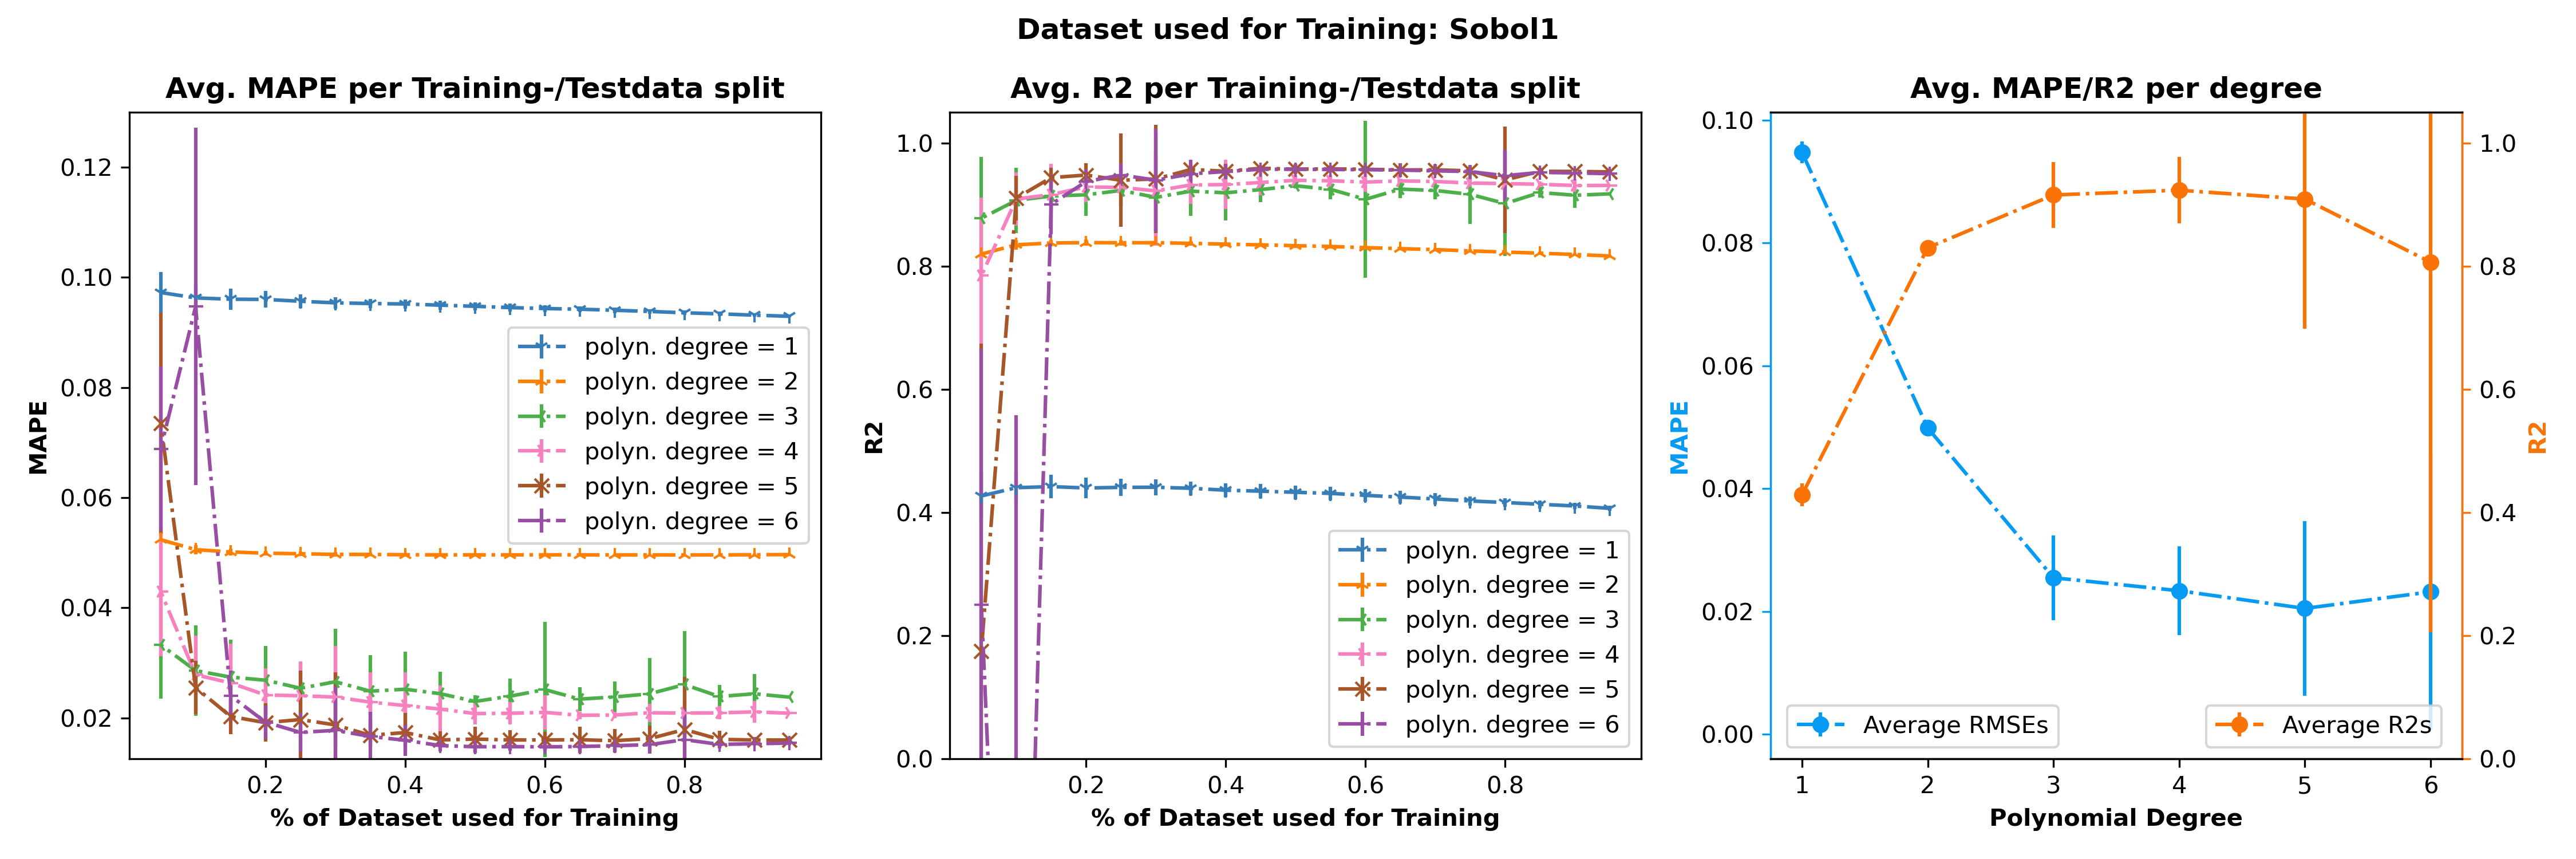 Dataset used for Training: Sobol1
Avg. MAPE per Training-/Testdata split
MAPE
0.12
0.10
0.08
0.06
0.04
0.02
0.2
0.4
0.6
0.8
% of Dataset used for Training
polyn. degree = 1
polyn. degree = 2
polyn. degree = 3
polyn. degree = 4
polyn. degree = 5
polyn. degree = 6
Avg. R2 per Training-/Testdata split
R2
1.0
0.8
0.6
0.4
0.2
0.0
0.2
0.4
0.6
0.8
% of Dataset used for Training
polyn. degree = 1
polyn. degree = 2
polyn. degree = 3
polyn. degree = 4
polyn. degree = 5
polyn. degree = 6
Avg. MAPE/R2 per degree
MAPE
0.10
0.08
0.06
0.04
0.02
0.00
1
2
3
4
5
6
Polynomial Degree
Average RMSEs
Average R2s
1.0
0.8
0.6
0.4
0.2
0.0
R2